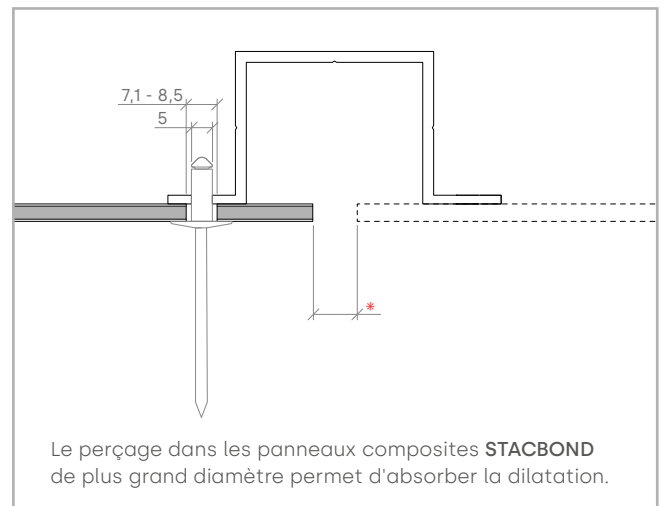 7,1 - 8,5
5
*
Le perçage dans les panneaux composites STACBOND
de plus grand diamètre permet d'absorber la dilatation.